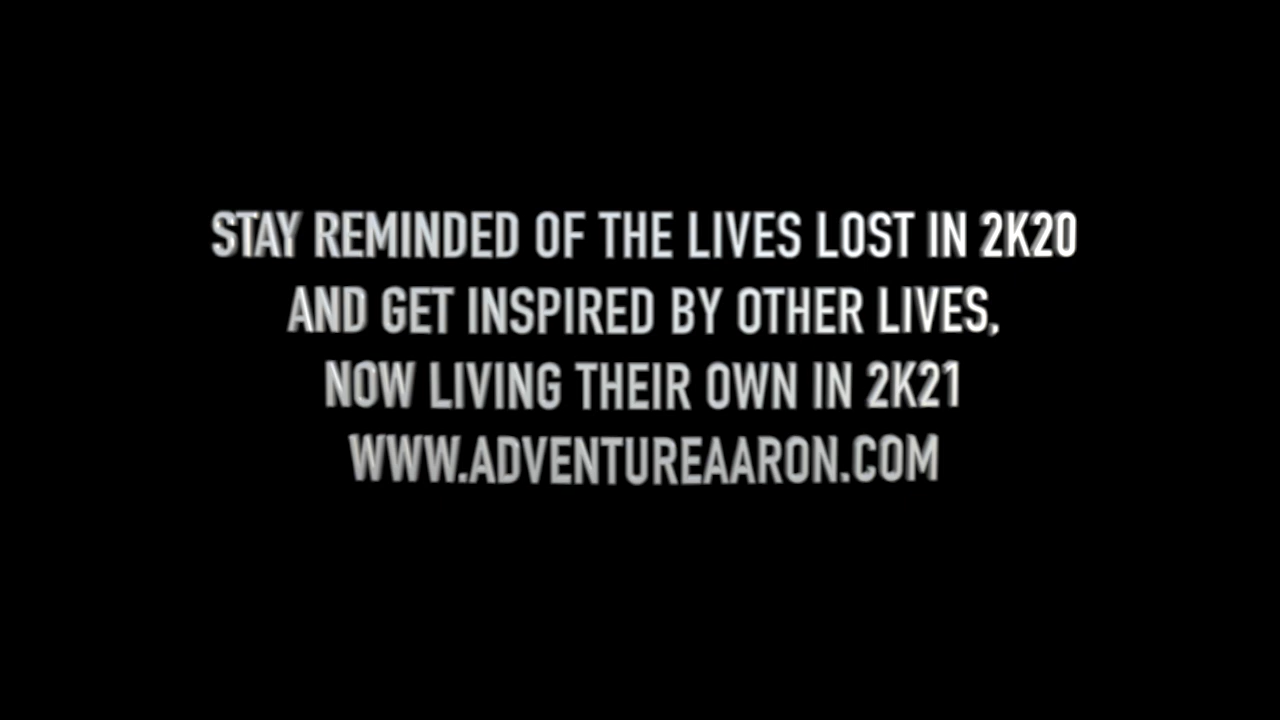 STAY REMINDED OF THE LIVES LOST IN 2K20
AND GET INSPIRED BY OTHER LIVES,
NOW LIVING THEIR OWN IN 2K21
WWW.ADVENTUREAARON.COM